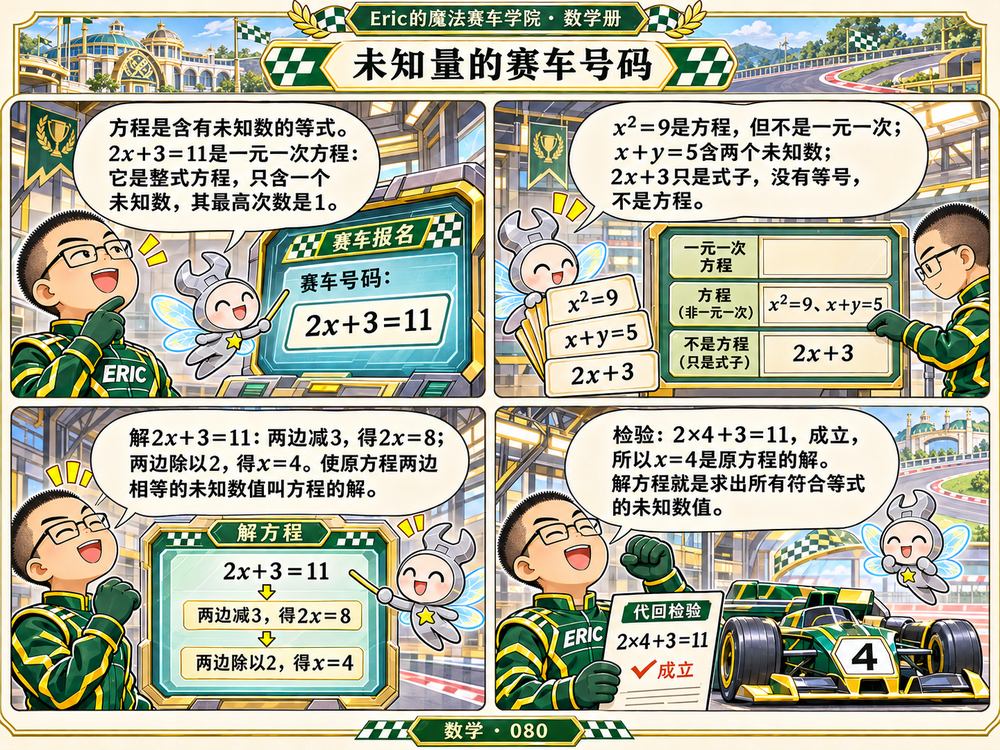 Eric的魔法赛车学院·数学册
未知量的赛车号码
方程是含有未知数的等式。
2x+3=11是一元一次方程：
它是整式方程，只含一个
未知数，其最高次数是1。
赛车报名
赛车号码：
2x+3=11
ERIC
x²=9是方程，但不是一元一次；
x+y=5含两个未知数；
2x+3只是式子，没有等号，
不是方程。
x²=9
x+y=5
2x+3
一元一次
方程
方程
（非一元一次）
x²=9、x+y=5
不是方程
（只是式子）
2x+3
解2x+3=11：两边减3，得2x=8；
两边除以2，得x=4。使原方程两边
相等的未知数值叫方程的解。
解方程
2x+3=11
两边减3，得2x=8
两边除以2，得x=4
检验：2×4+3=11，成立，
所以x=4是原方程的解。
解方程就是求出所有符合等式
的未知数值。
ERIC
代回检验
2×4+3=11
✓成立
4
数学·080